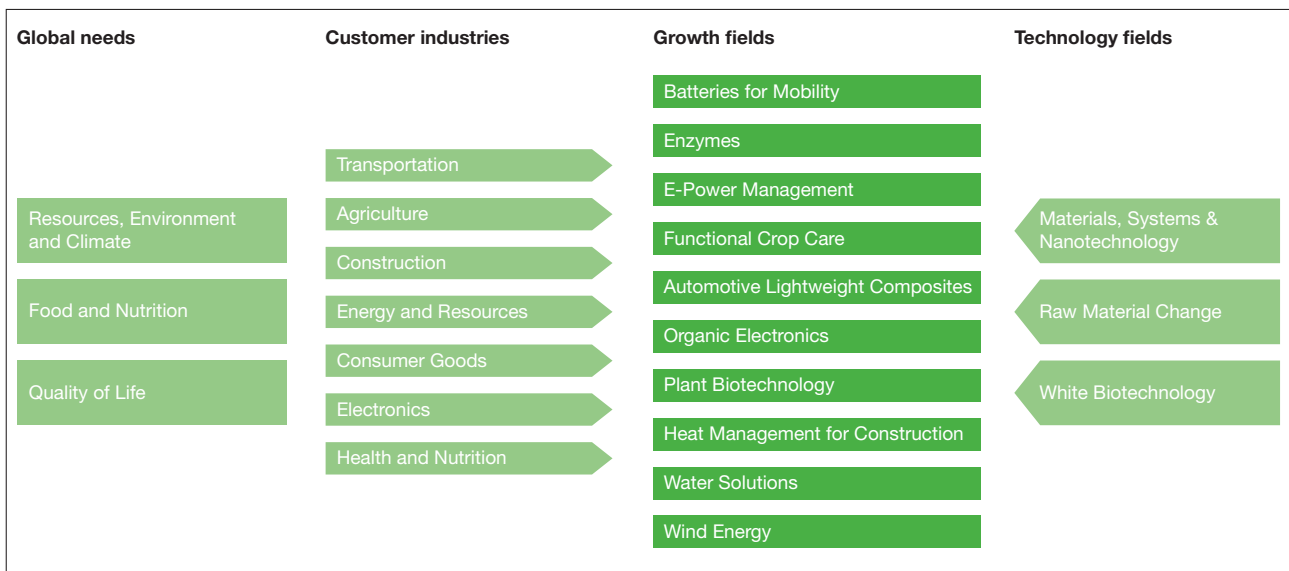 Global needs
Resources, Environment
and Climate
Food and Nutrition
Quality of Life
Customer industries
Transportation
Agriculture
Construction
Energy and Resources
Consumer Goods
Electronics
Health and Nutrition
Growth fields
Batteries for Mobility
Enzymes
E-Power Management
Functional Crop Care
Automotive Lightweight Composites
Organic Electronics
Plant Biotechnology
Heat Management for Construction
Water Solutions
Wind Energy
Technology fields
Materials, Systems &
Nanotechnology
Raw Material Change
White Biotechnology